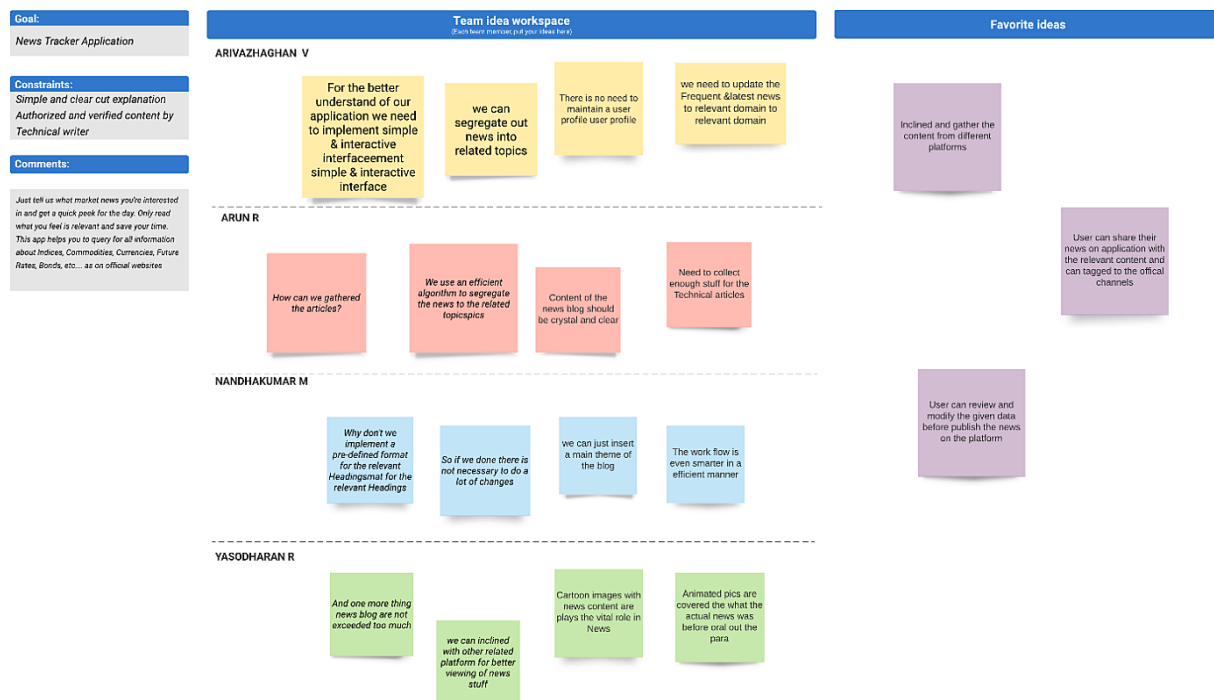 Goal:
News Tracker Application
Constraints:
Simple and clear cut explanation
Authorized and verified content by
Technical writer
Comments:
Just tell us what market news you're interested
in and get a quick peek for the day. Only read
what you feel is relevant and save your time.
This app helps you to query for all information
about Indices, Commodities, Currencies, Future
Rates, Bonds, etc... as on official websites
Team idea workspace
(Each team member, put your ideas here)
ARIVAZHAGHAN V
For the better
understand of our
application we need
to implement simple
& interactive
interfaceement
simple & interactive
interface
we can
segregate out
news into
related topics
There is no need to
maintain a user
profile user profile
we need to update the
Frequent &latest news
to relevant domain to
relevant domain
ARUN R
How can we gathered
the articles?
We use an efficient
algorithm to segregate
the news to the related
topicspics
Content of the
news blog should
be crystal and clear
Need to collect
enough stuff for the
Technical articles
NANDHAKUMAR M
Why don't we
implement a
pre-defined format
for the relevant
Headingsmat for the
relevant Headings
So if we done there is
not necessary to do a
lot of changes
we can just insert
a main theme of
the blog
The work flow is
even smarter in a
efficient manner
YASODHARAN R
And one more thing
news blog are not
exceeded too much
we can inclined
with other related
platform for better
viewing of news
stuff
Cartoon images with
news content are
plays the vital role in
News
Animated pics are
covered the what the
actual news was
before oral out the
para
Favorite ideas
Inclined and gather the
content from different
platforms
User can share their
news on application with
the relevant content and
can tagged to the offical
channels
User can review and
modify the given data
before publish the news
on the platform